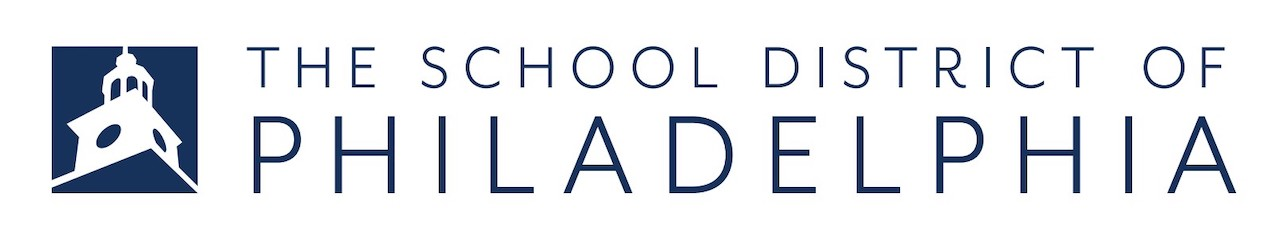 THE SCHOOL DISTRICT OF
PHILADELPHIA